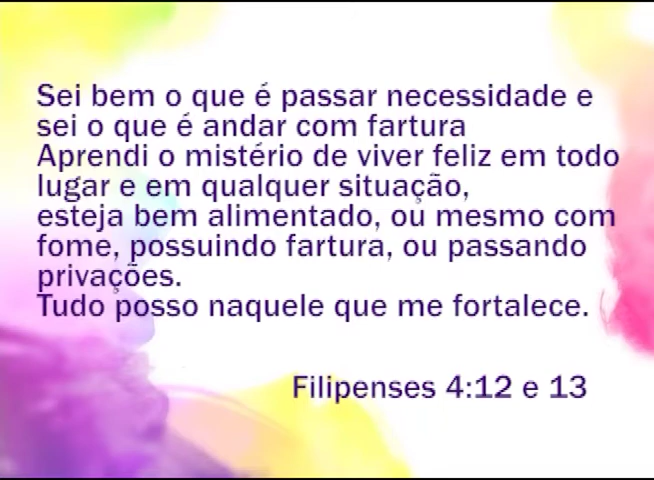 Sei bem o que é passar necessidade e
sei o que é andar com fartura
Aprendi o mistério de viver feliz em todo
lugar e em qualquer situação,
esteja bem alimentado, ou mesmo com
fome, possuindo fartura, ou passando
privações.
Tudo posso naquele que me fortalece.
Filipenses 4:12 e 13